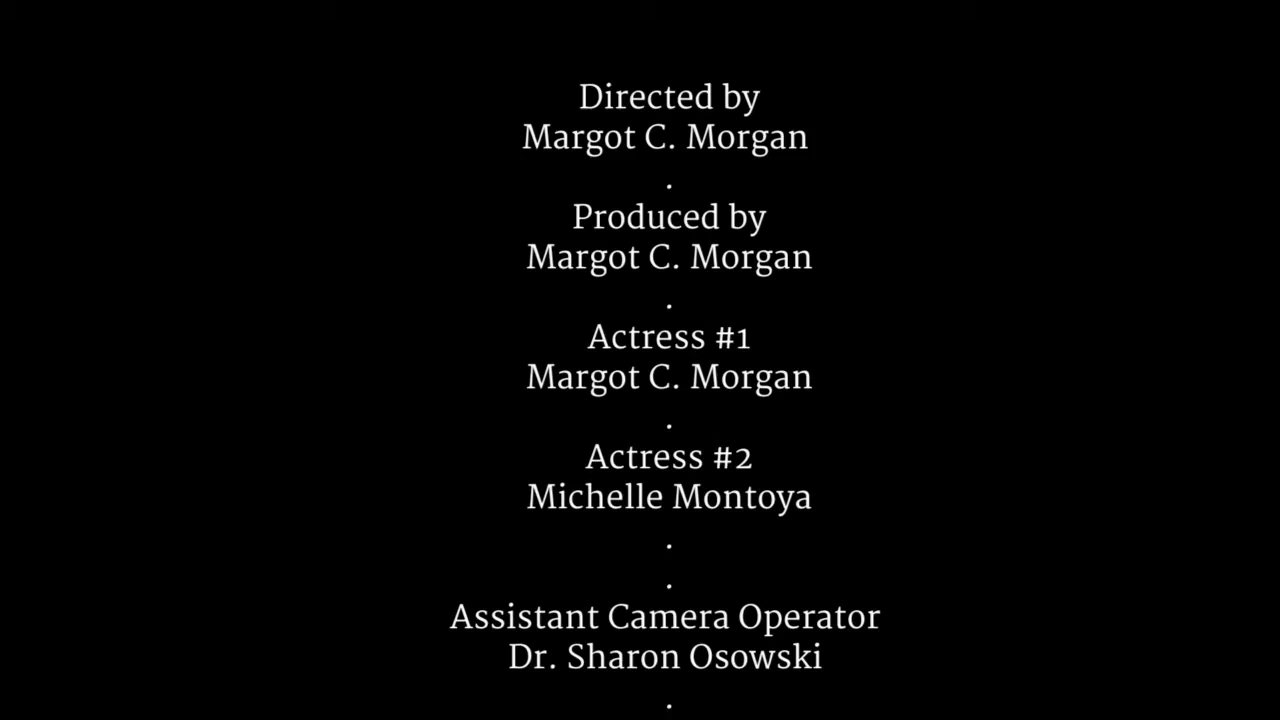 Directed by
Margot C. Morgan
.
Produced by
Margot C. Morgan
.
Actress #1
Margot C. Morgan
.
Actress #2
Michelle Montoya
.
.
Assistant Camera Operator
Dr. Sharon Osowski
.